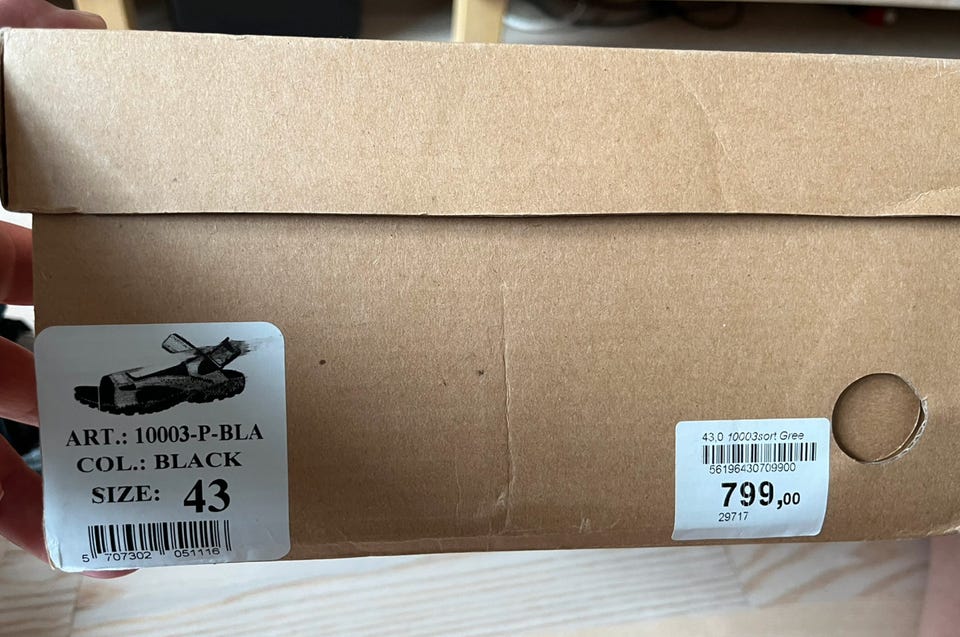 ART.: 10003-P-BLA
COL.: BLACK
SIZE: 43
5 707302 051116
43,0 10003sort Gree
56196430709900
799,00
29717